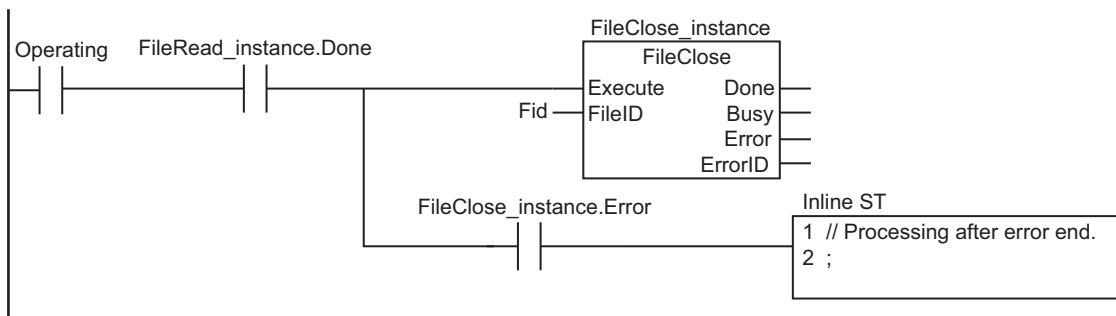 FileClose_instance
Operating
FileRead_instance.Done
FileClose
Execute
Done
Fid
FileID
Busy
Error
ErrorID
FileClose_instance.Error
Inline ST
1 // Processing after error end.
2 ;